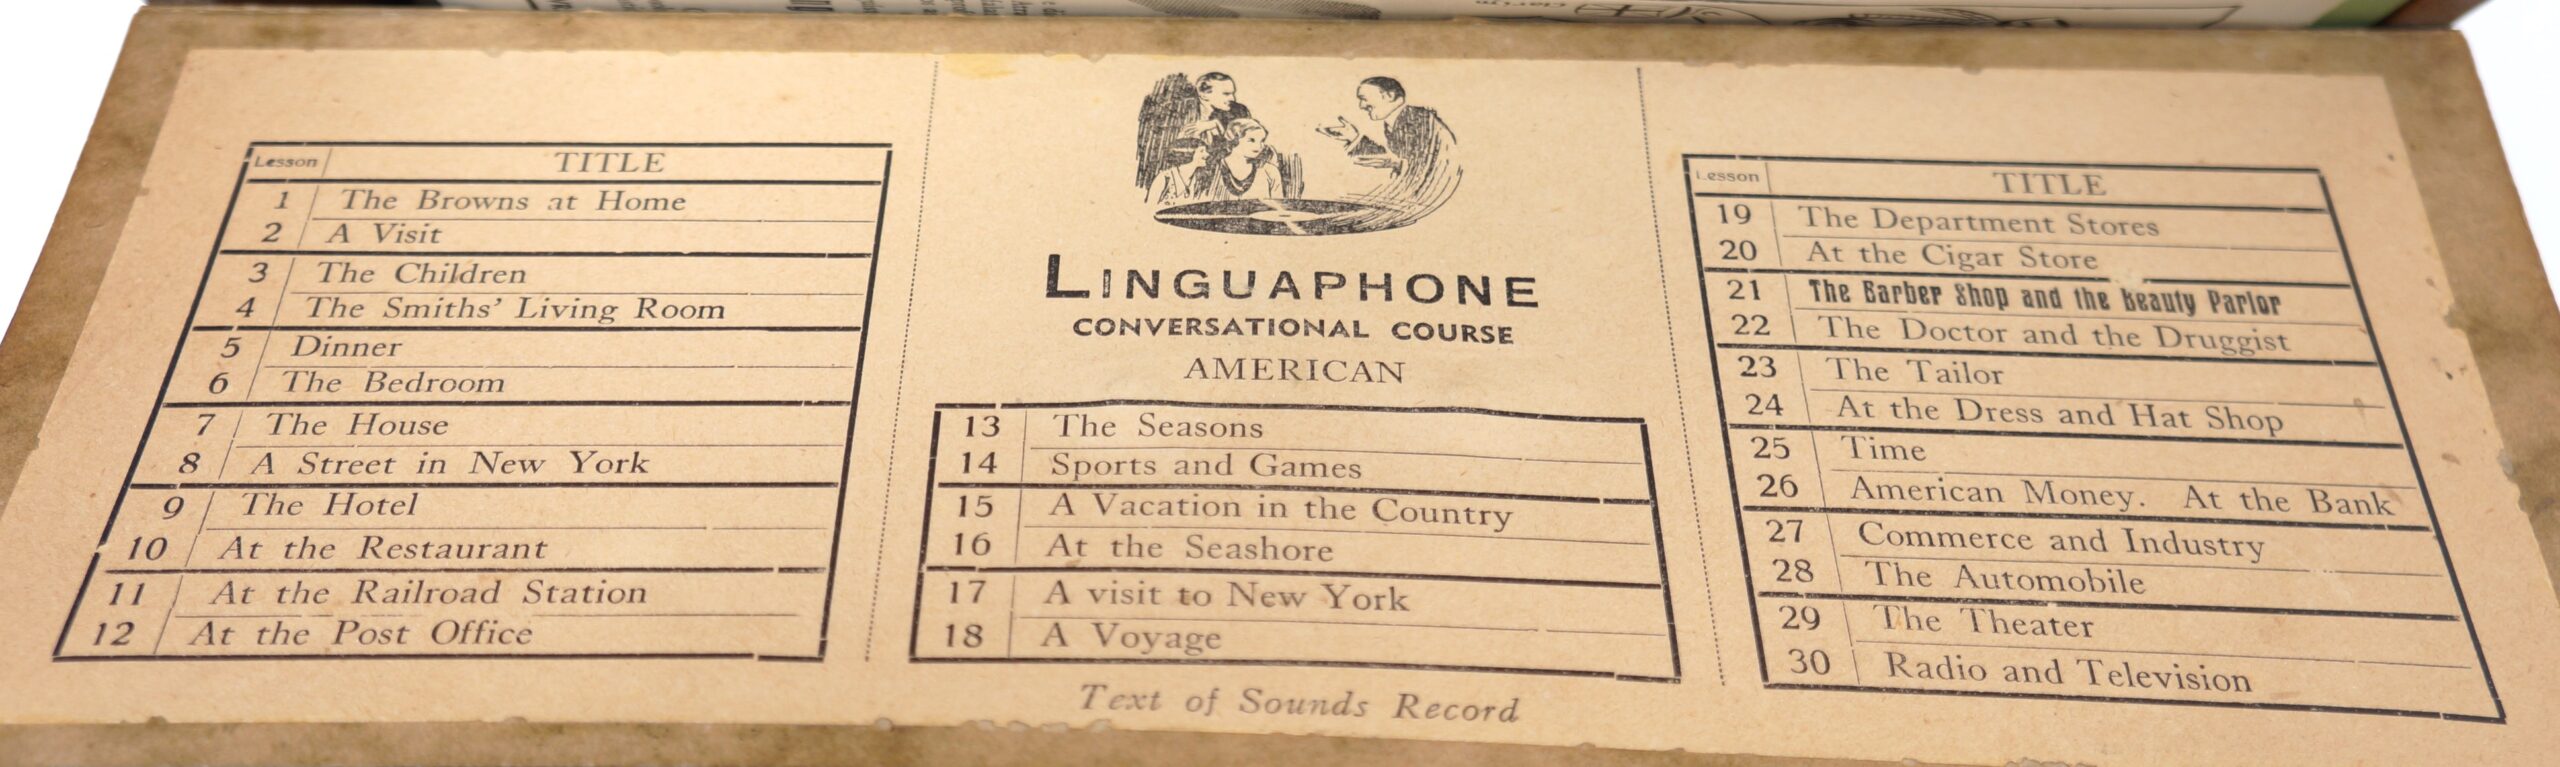 Lesson TITLE
1 The Browns at Home
2 A Visit
3 The Children
4 The Smiths' Living Room
5 Dinner
6 The Bedroom
7 The House
8 A Street in New York
9 The Hotel
10 At the Restaurant
11 At the Railroad Station
12 At the Post Office
LINGUAPHONE
CONVERSATIONAL COURSE
AMERICAN
13 The Seasons
14 Sports and Games
15 A Vacation in the Country
16 At the Seashore
17 A visit to New York
18 A Voyage
Text of Sounds Record
Lesson TITLE
19 The Department Stores
20 At the Cigar Store
21 The Barber Shop and the Beauty Parlor
22 The Doctor and the Druggist
23 The Tailor
24 At the Dress and Hat Shop
25 Time
26 American Money. At the Bank
27 Commerce and Industry
28 The Automobile
29 The Theater
30 Radio and Television